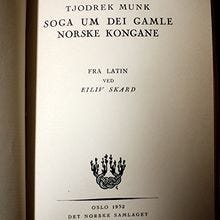 TJODREK MUNK
SOGA UM DEI GAMLE
NORSKE KONGANE
FRA LATIN
VED
EILIV SKARD
OSLO 1932
DET NORSKE SAMLAGET